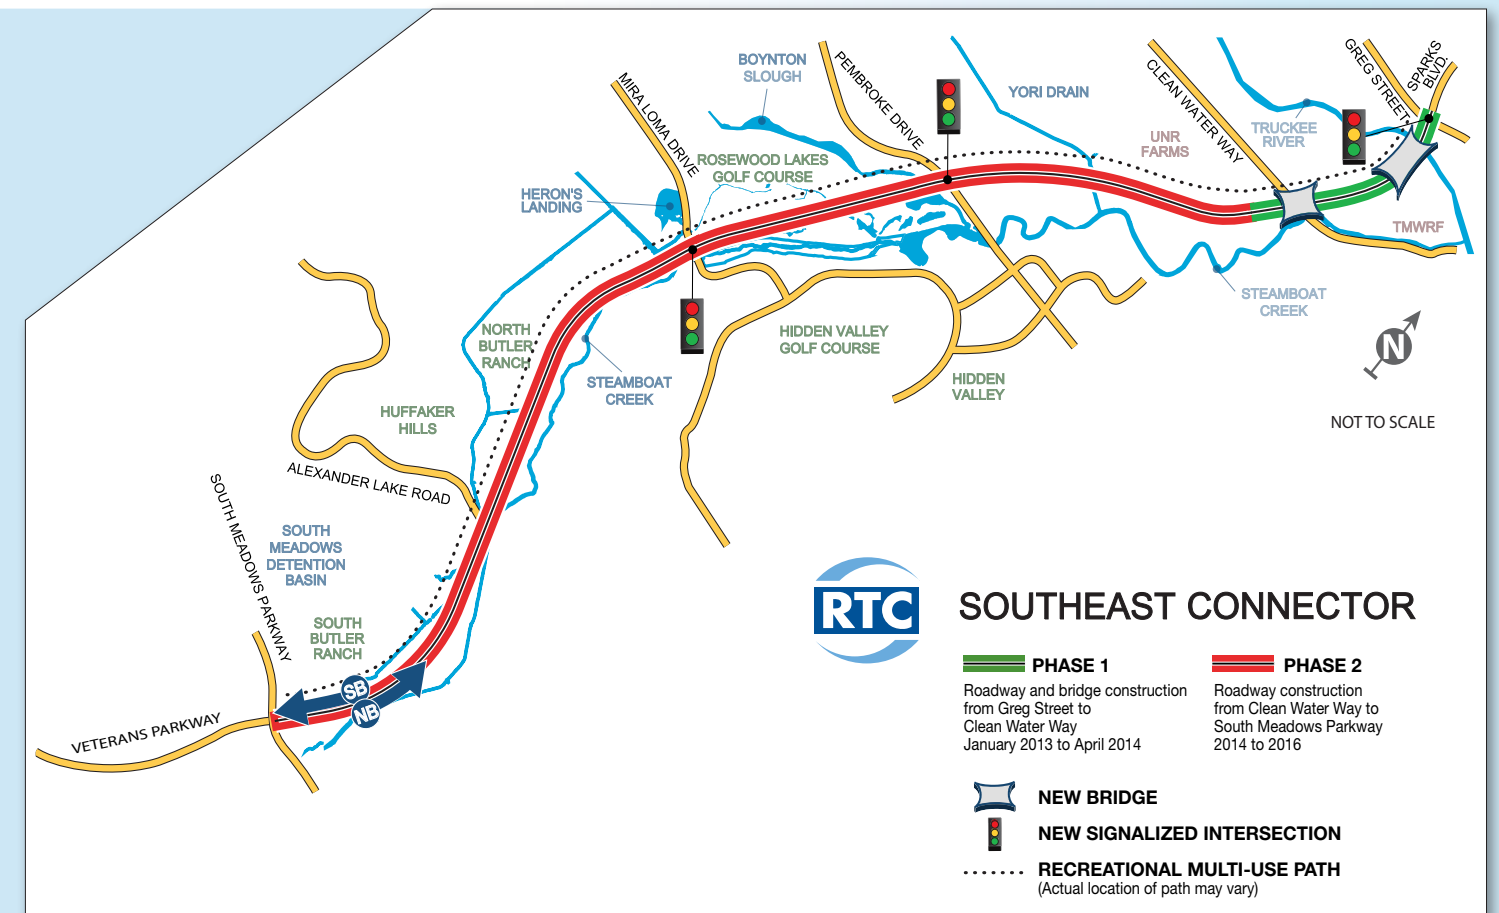 BOYNTON
SLOUGH
PEMBROKE DRIVE
MIRA LOMA DRIVE
YORI DRAIN
CLEAN WATER WAY
GREG STREET
SPARKS
BLVD.
TRUCKEE
RIVER
UNR
FARMS
ROSEWOOD LAKES
GOLF COURSE
HERON'S
LANDING
TMWRF
STEAMBOAT
CREEK
NORTH
BUTLER
RANCH
HIDDEN VALLEY
GOLF COURSE
STEAMBOAT
CREEK
HIDDEN
VALLEY
N
NOT TO SCALE
HUFFAKER
HILLS
ALEXANDER LAKE ROAD
SOUTH MEADOWS PARKWAY
SOUTH
MEADOWS
DETENTION
BASIN
SOUTH
BUTLER
RANCH
SB
NB
VETERANS PARKWAY
RTC
SOUTHEAST CONNECTOR
PHASE 1
Roadway and bridge construction
from Greg Street to
Clean Water Way
January 2013 to April 2014
PHASE 2
Roadway construction
from Clean Water Way to
South Meadows Parkway
2014 to 2016
NEW BRIDGE
NEW SIGNALIZED INTERSECTION
RECREATIONAL MULTI-USE PATH
(Actual location of path may vary)